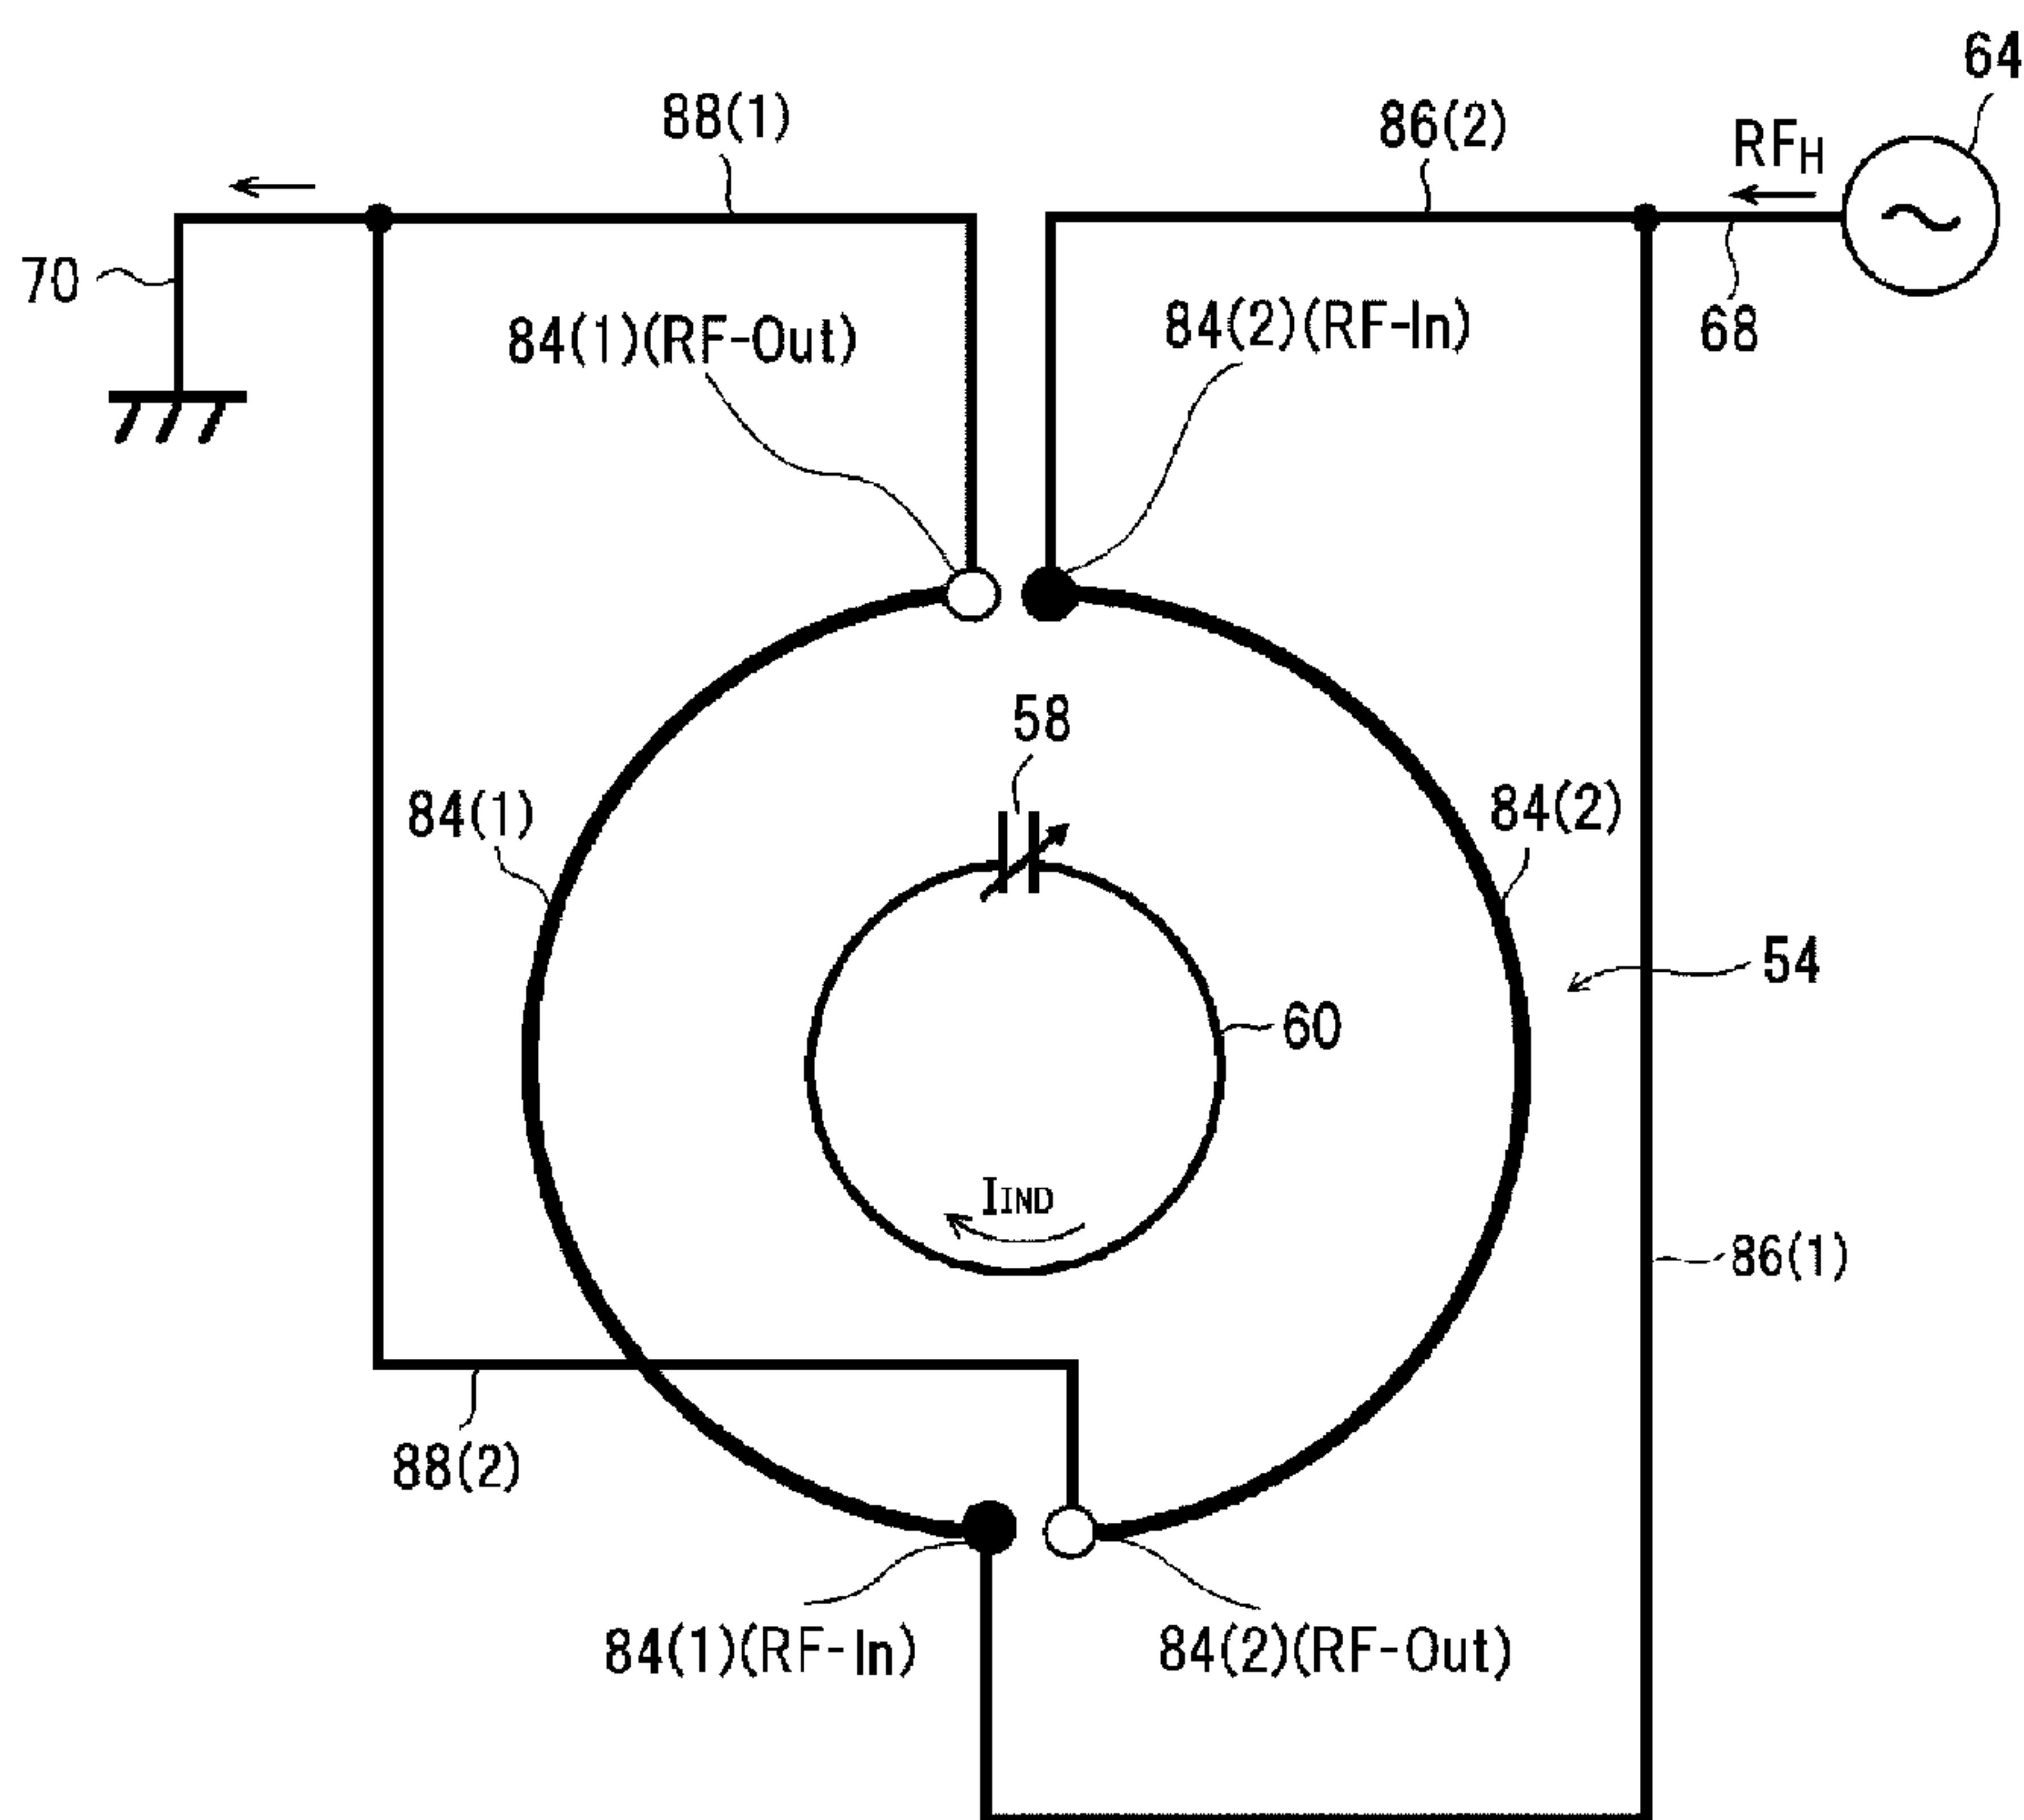 64
88(1)
86(2)
RFH
70
84(1)(RF-Out)
84(2)(RF-In)
68
58
84(1)
84(2)
54
60
IIND
86(1)
88(2)
84(1)(RF-In)
84(2)(RF-Out)